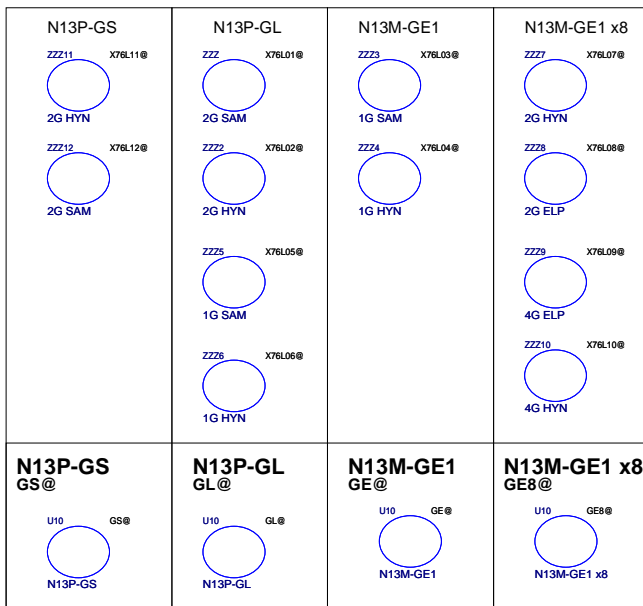 N13P-GS
ZZZ11 X76L11@
2G HYN
ZZZ12 X76L12@
2G SAM
N13P-GL
ZZZ X76L01@
2G SAM
ZZZ2 X76L02@
2G HYN
ZZZ5 X76L05@
1G SAM
ZZZ6 X76L06@
1G HYN
N13M-GE1
ZZZ3 X76L03@
1G SAM
ZZZ4 X76L04@
1G HYN
N13M-GE1 x8
ZZZ7 X76L07@
2G HYN
ZZZ8 X76L08@
2G ELP
ZZZ9 X76L09@
4G ELP
ZZZ10 X76L10@
4G HYN
N13P-GS
GS@
U10 GS@
N13P-GS
N13P-GL
GL@
U10 GL@
N13P-GL
N13M-GE1
GE@
U10 GE@
N13M-GE1
N13M-GE1 x8
GE8@
U10 GE8@
N13M-GE1 x8